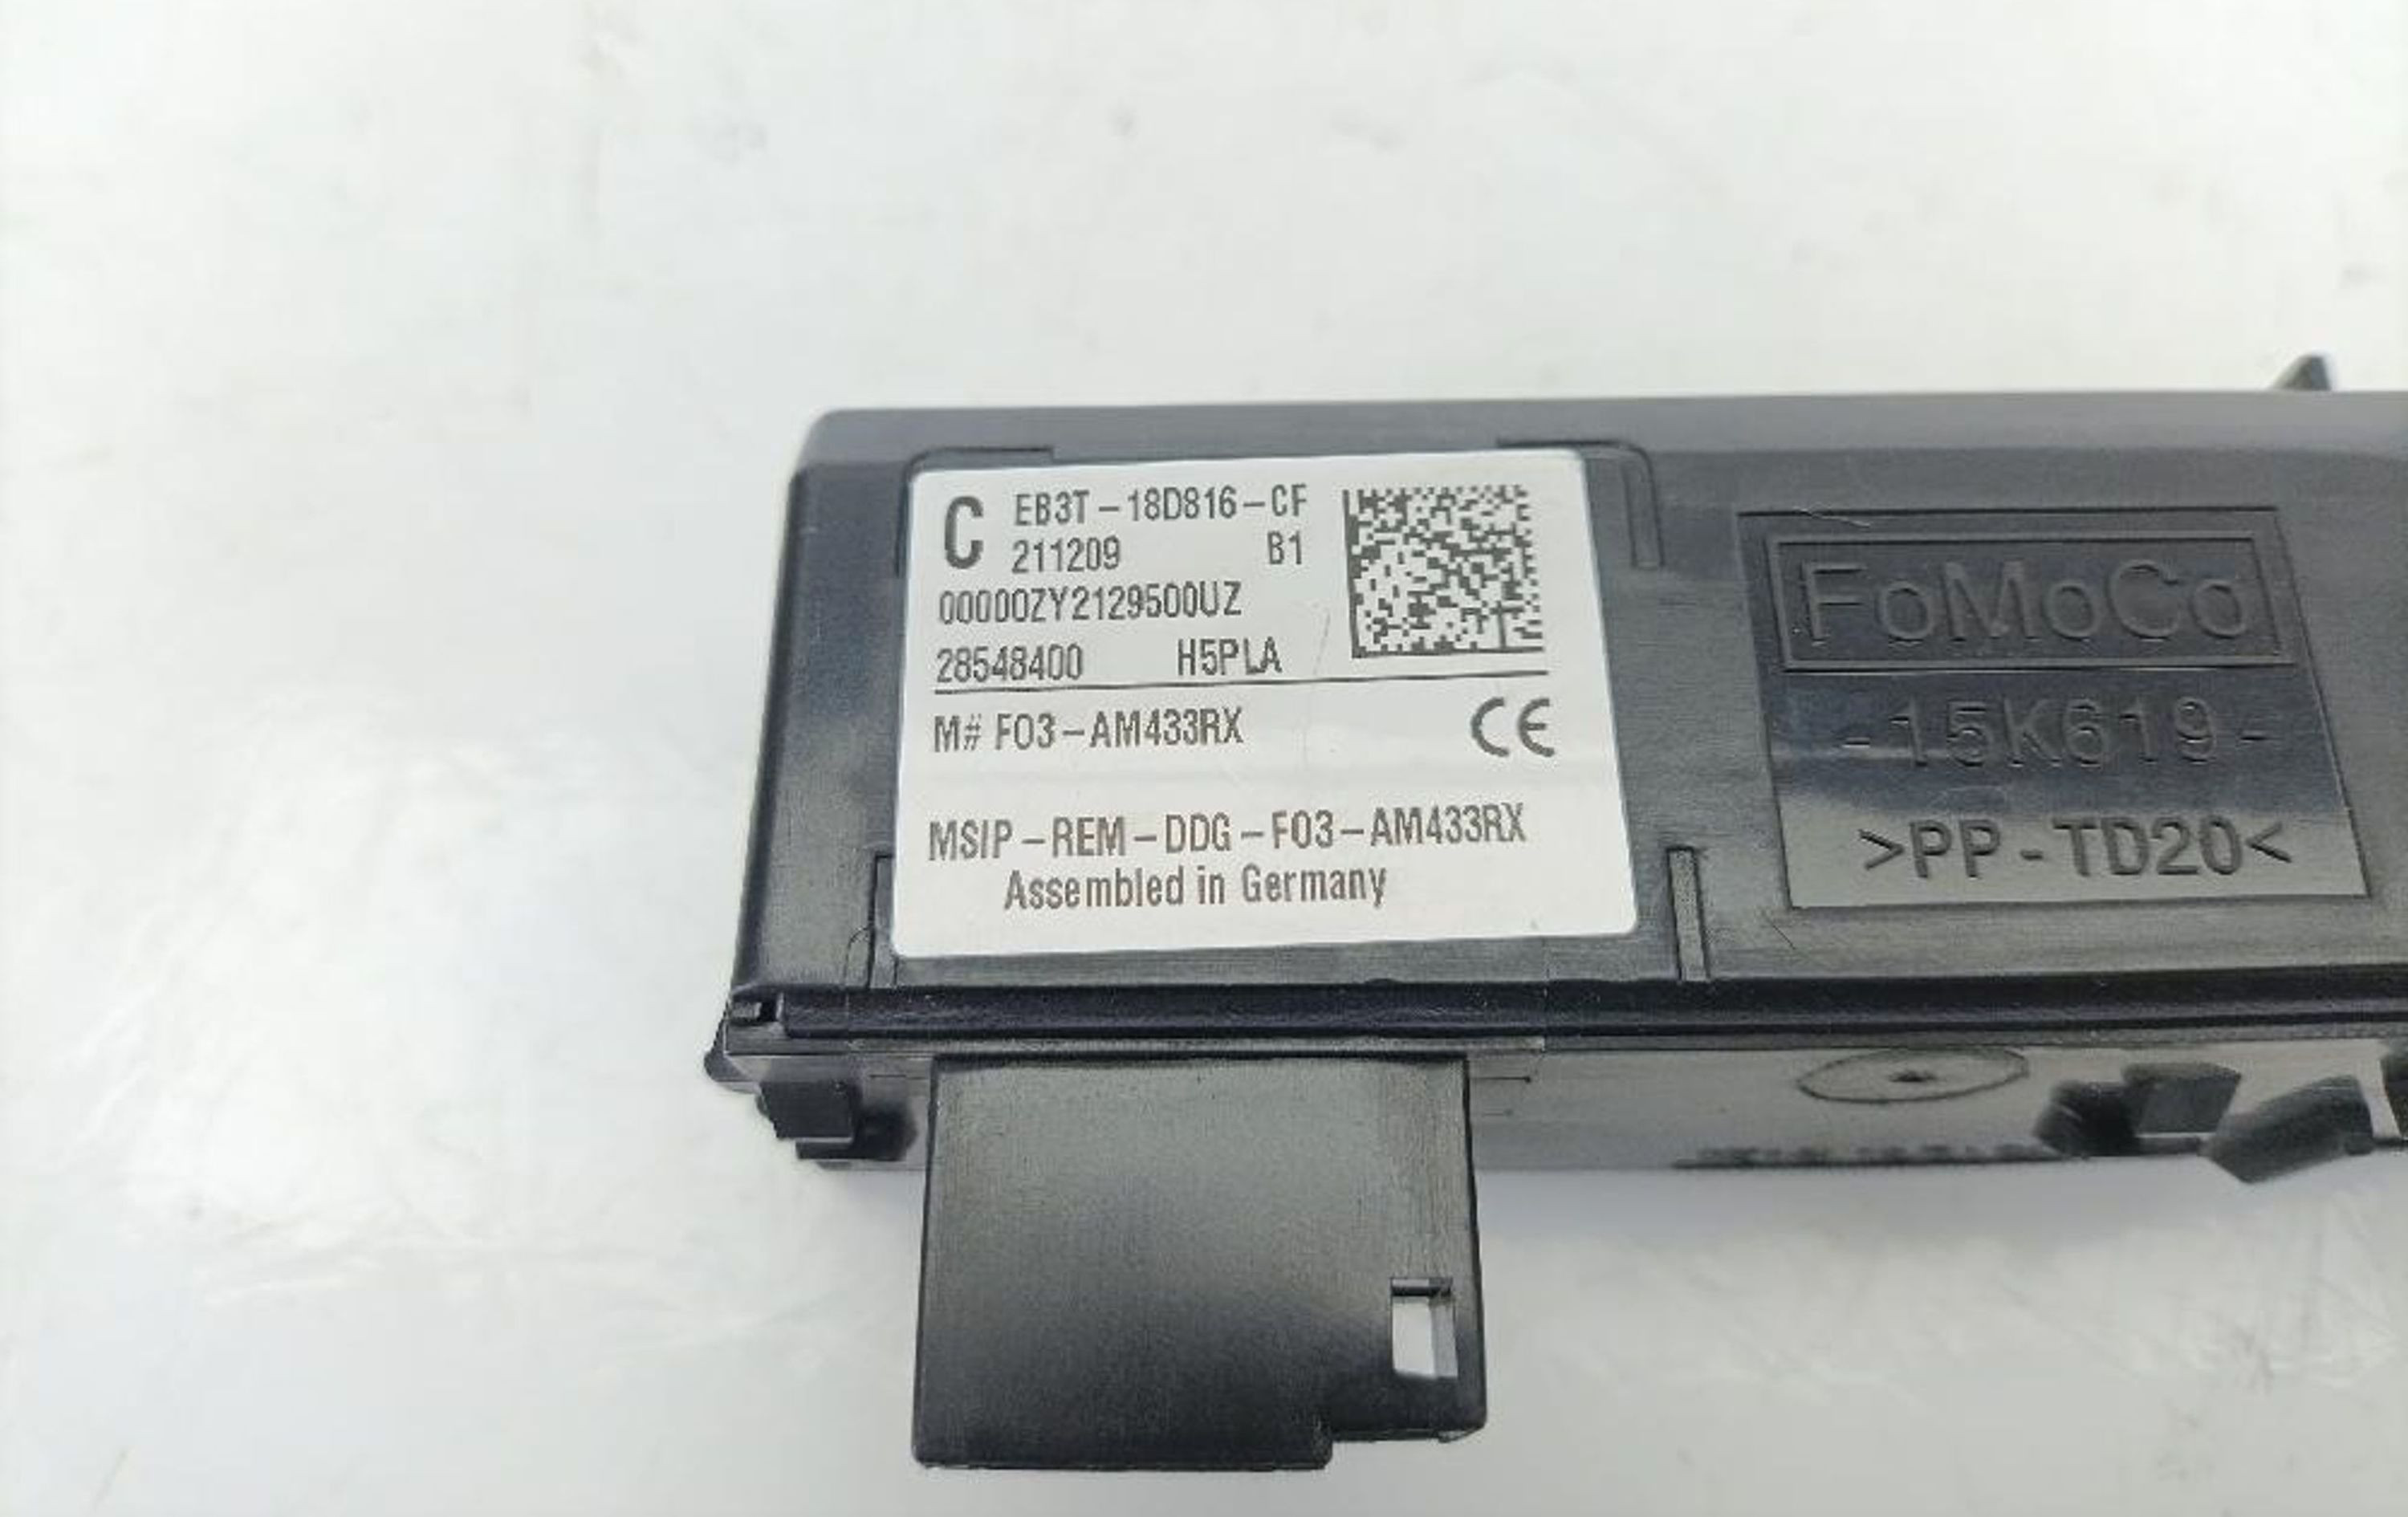 C EB3T-18D816-CF
211209 B1
00000ZY2129500UZ
28548400 H5PLA
M# F03-AM433RX CE
MSIP-REM-DDG-F03-AM433RX
Assembled in Germany
FoMoCo
-15K619-
>PP-TD20<